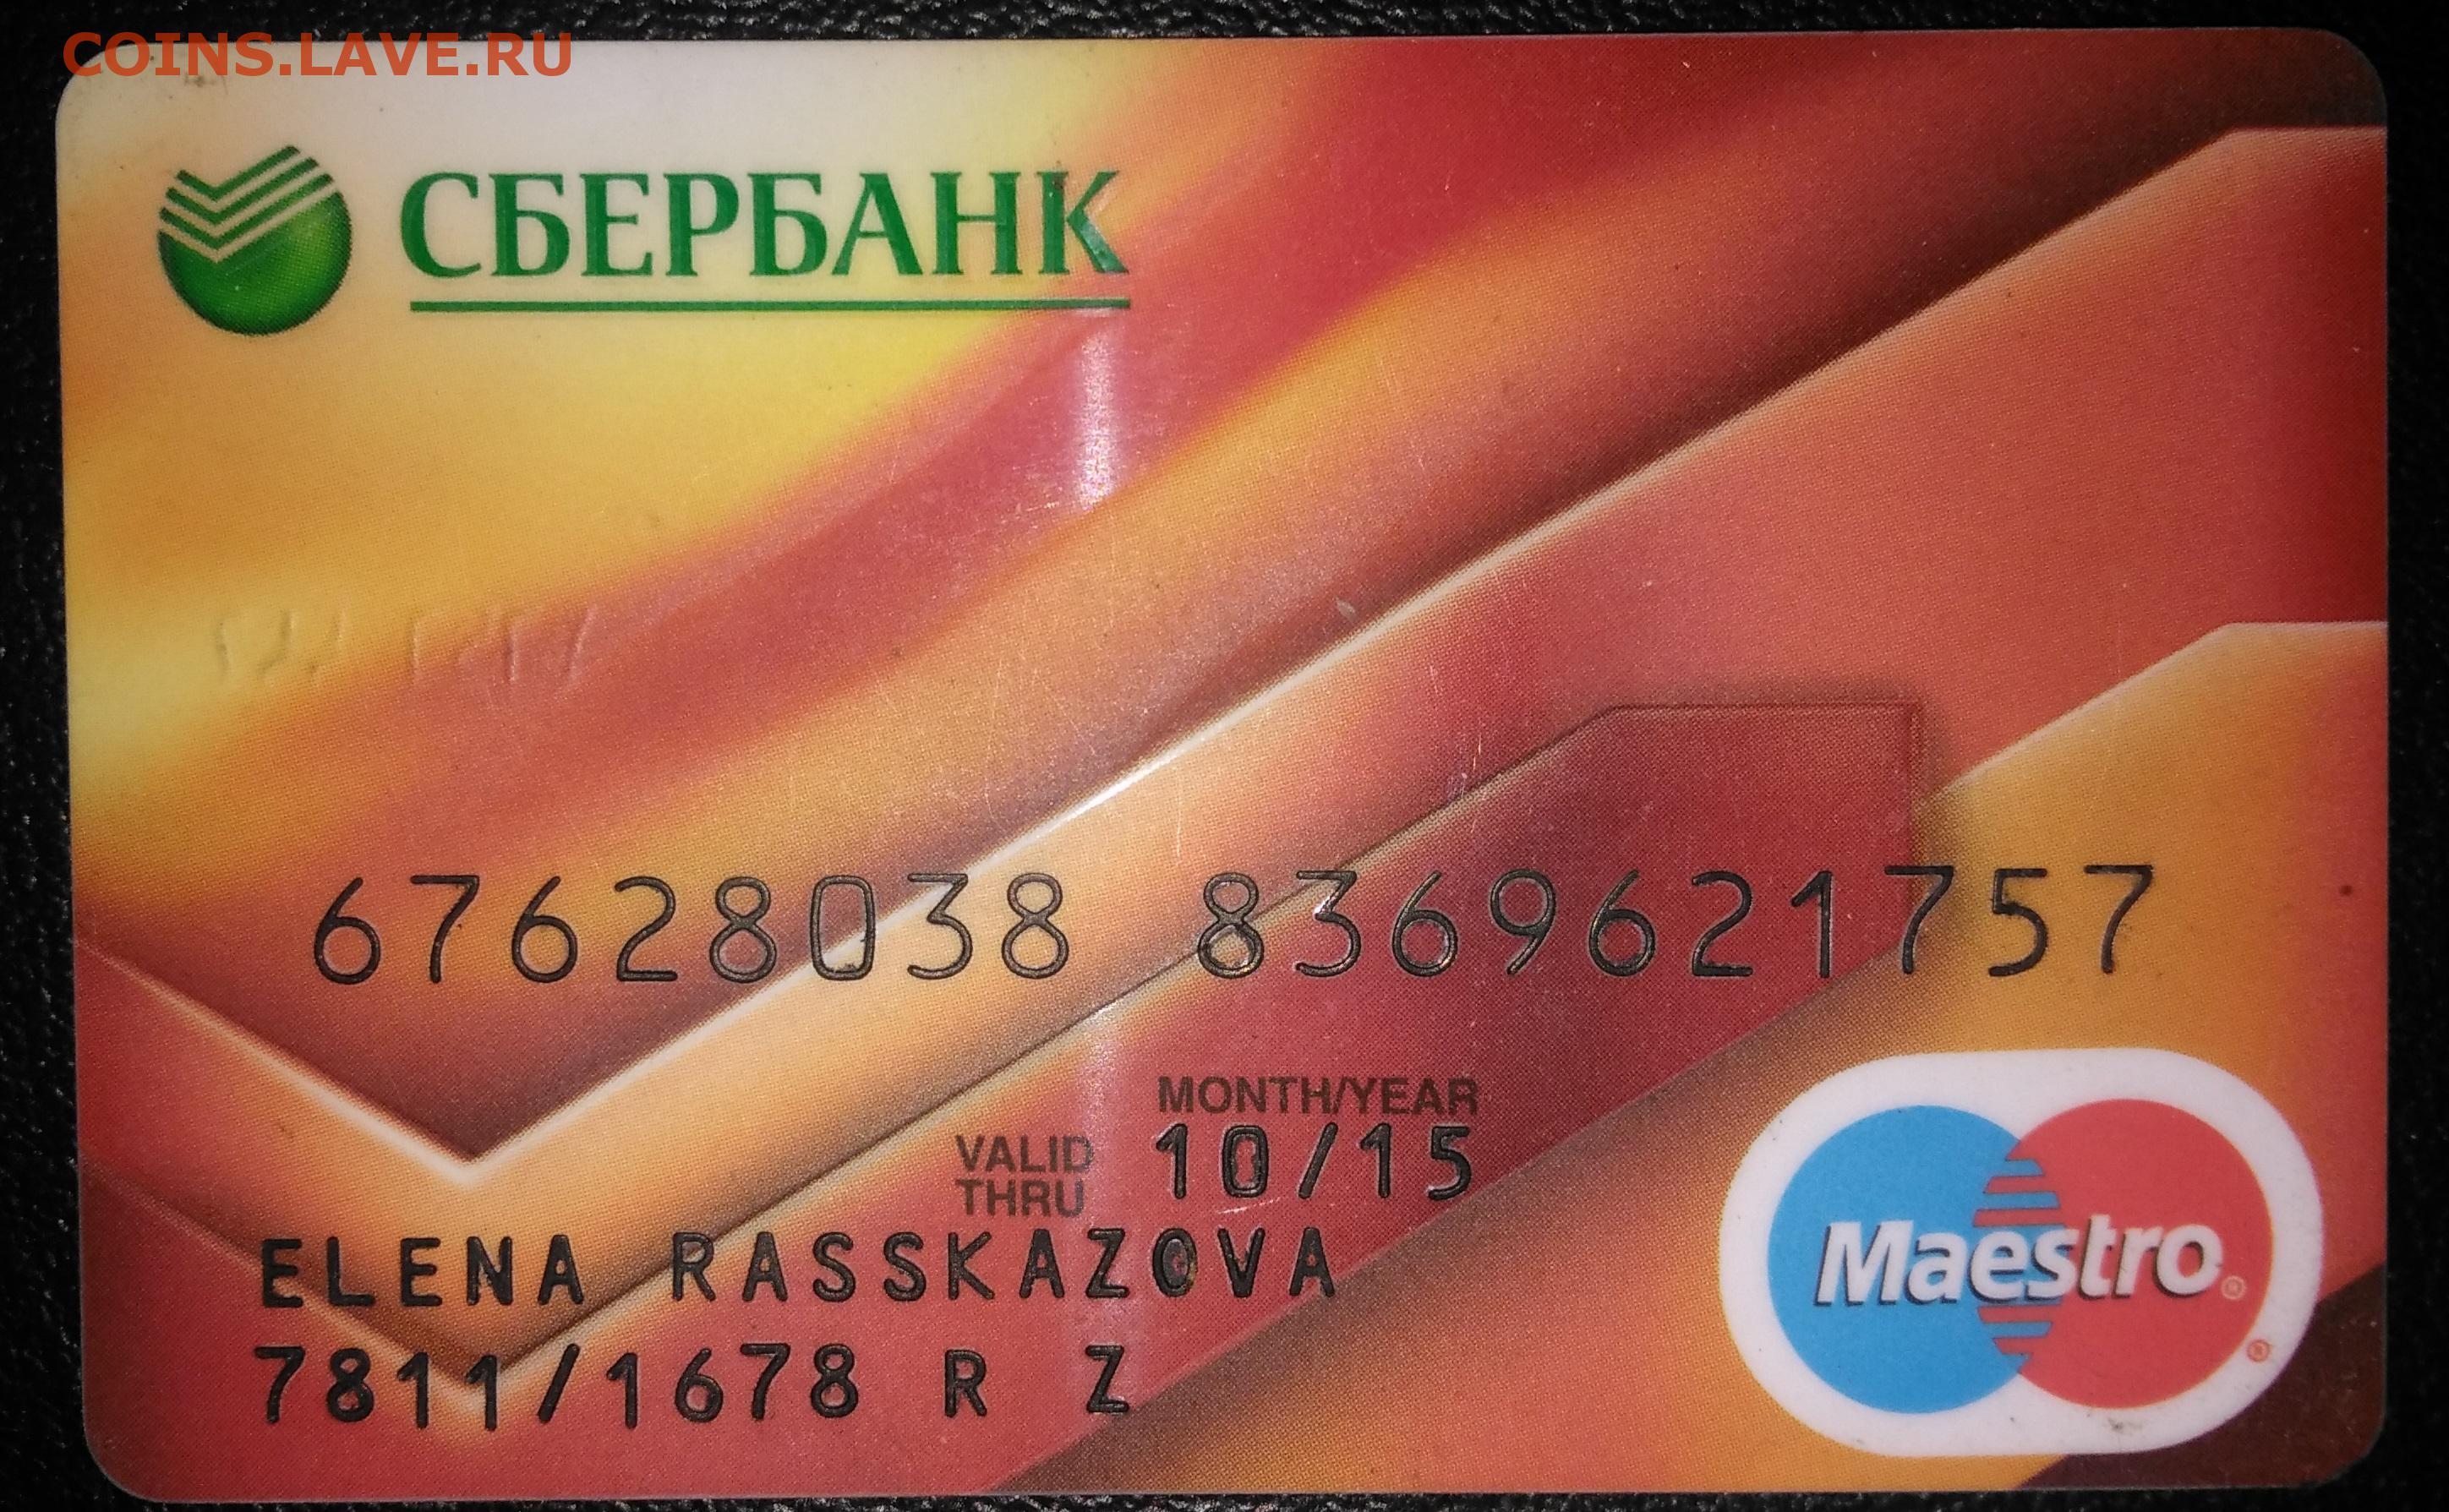 COINS.LAVE.RU
СБЕРБАНК
67628038 8369621757
MONTH/YEAR
VALID THRU 10/15
ELENA RASSKAZOVA
7811/1678 R Z
Maestro®